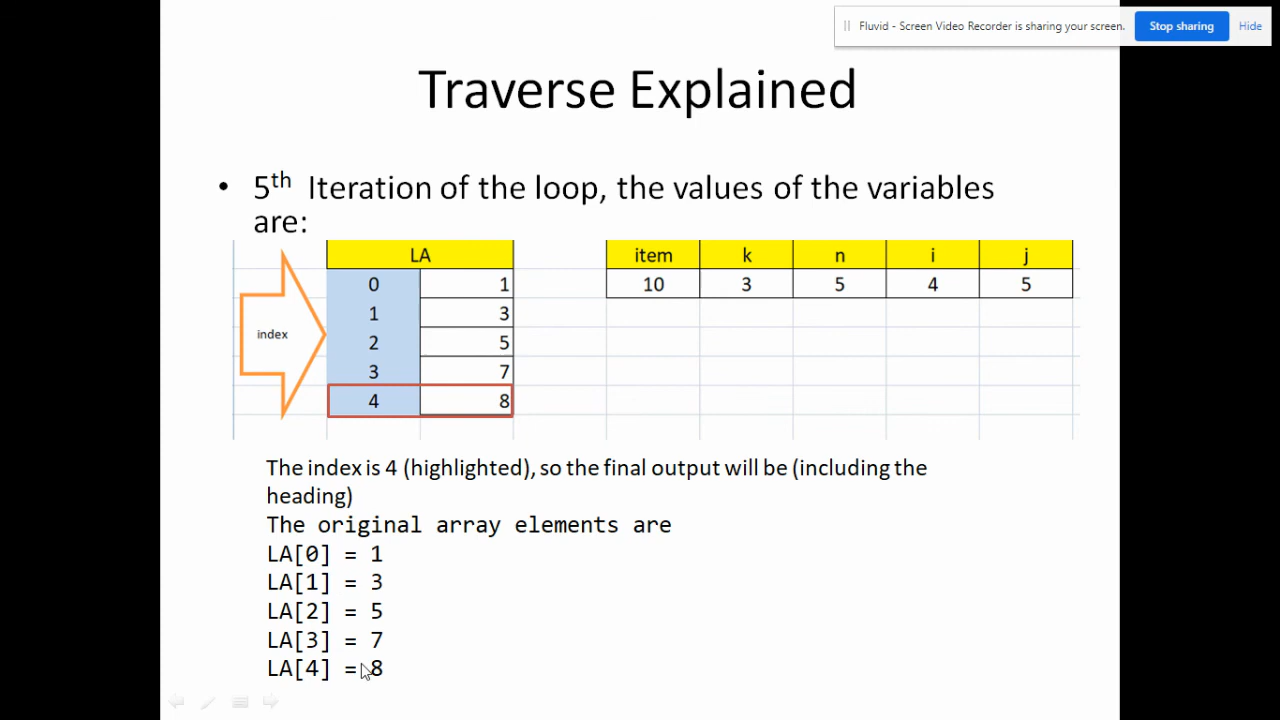 Fluvid - Screen Video Recorder is sharing your screen.
Stop sharing
Hide
Traverse Explained
• 5th Iteration of the loop, the values of the variables
are:
index
LA
0 1
1 3
2 5
3 7
4 8
item k n i j
10 3 5 4 5
The index is 4 (highlighted), so the final output will be (including the
heading)
The original array elements are
LA[0] = 1
LA[1] = 3
LA[2] = 5
LA[3] = 7
LA[4] = 8